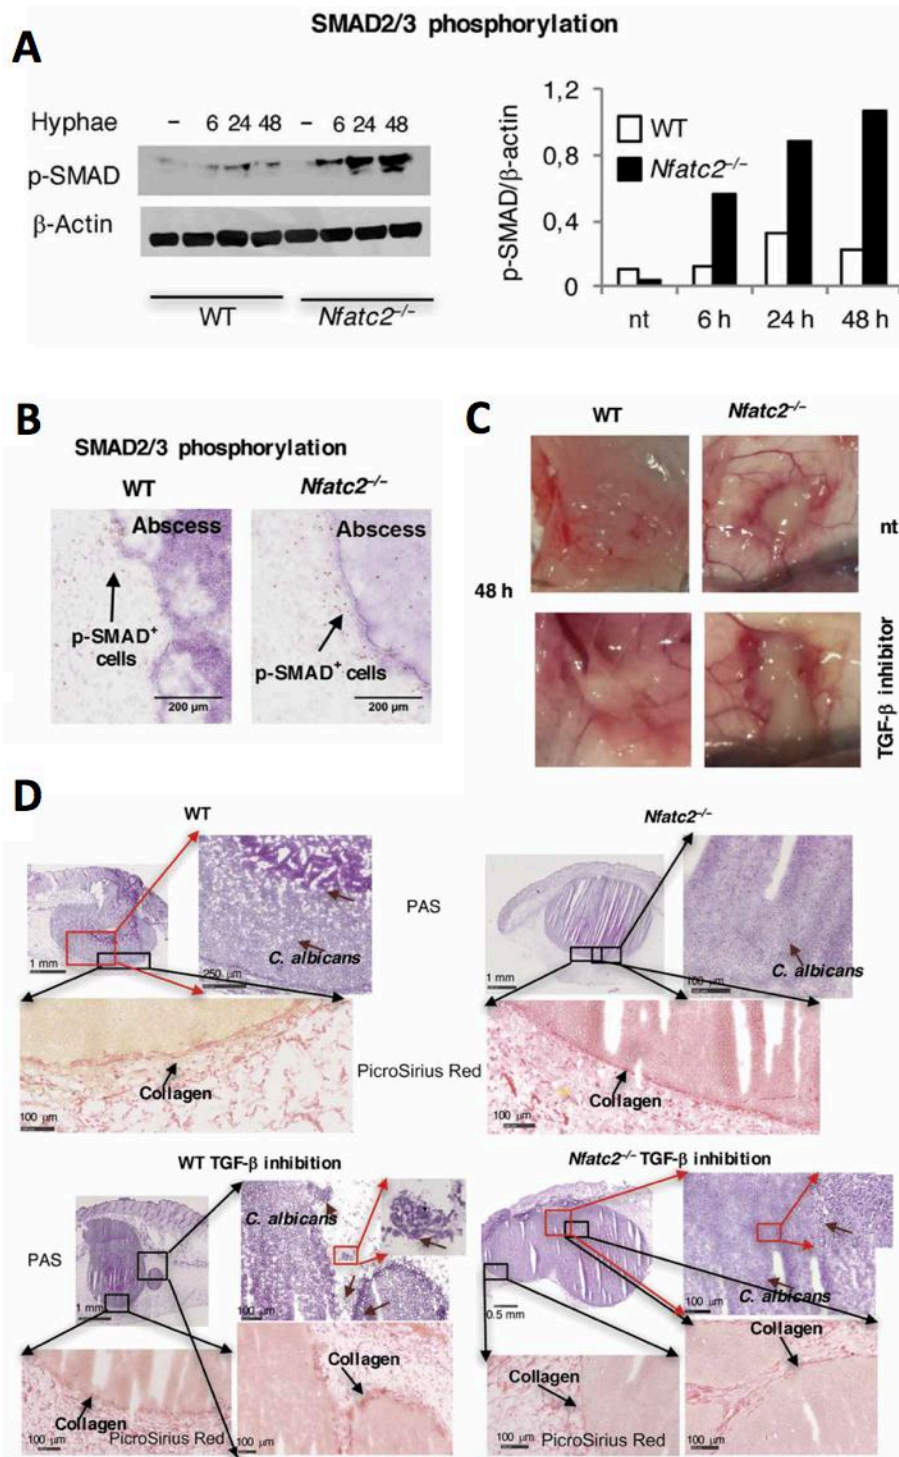 SMAD2/3 phosphorylation
A
Hyphae – 6 24 48 – 6 24 48
p-SMAD
β-Actin
WT Nfatc2–/–
p-SMAD/β-actin
1,2
0,8
0,4
0
WT
Nfatc2–/–
nt 6 h 24 h 48 h
B
SMAD2/3 phosphorylation
WT Nfatc2–/–
Abscess Abscess
p-SMAD+
cells
p-SMAD+ cells
200 µm 200 µm
C
WT Nfatc2–/–
nt
48 h
TGF-β inhibitor
D
WT Nfatc2–/–
PAS
C. albicans
1 mm
250 µm
C. albicans
1 mm
100 µm
PicroSirius Red
Collagen
100 µm
Collagen
100 µm
WT TGF-β inhibition Nfatc2–/– TGF-β inhibition
PAS
C. albicans
1 mm
100 µm
C. albicans
0.5 mm
100 µm
Collagen
PicroSirius Red
100 µm
Collagen
100 µm
Collagen
PicroSirius Red
100 µm
Collagen
100 µm